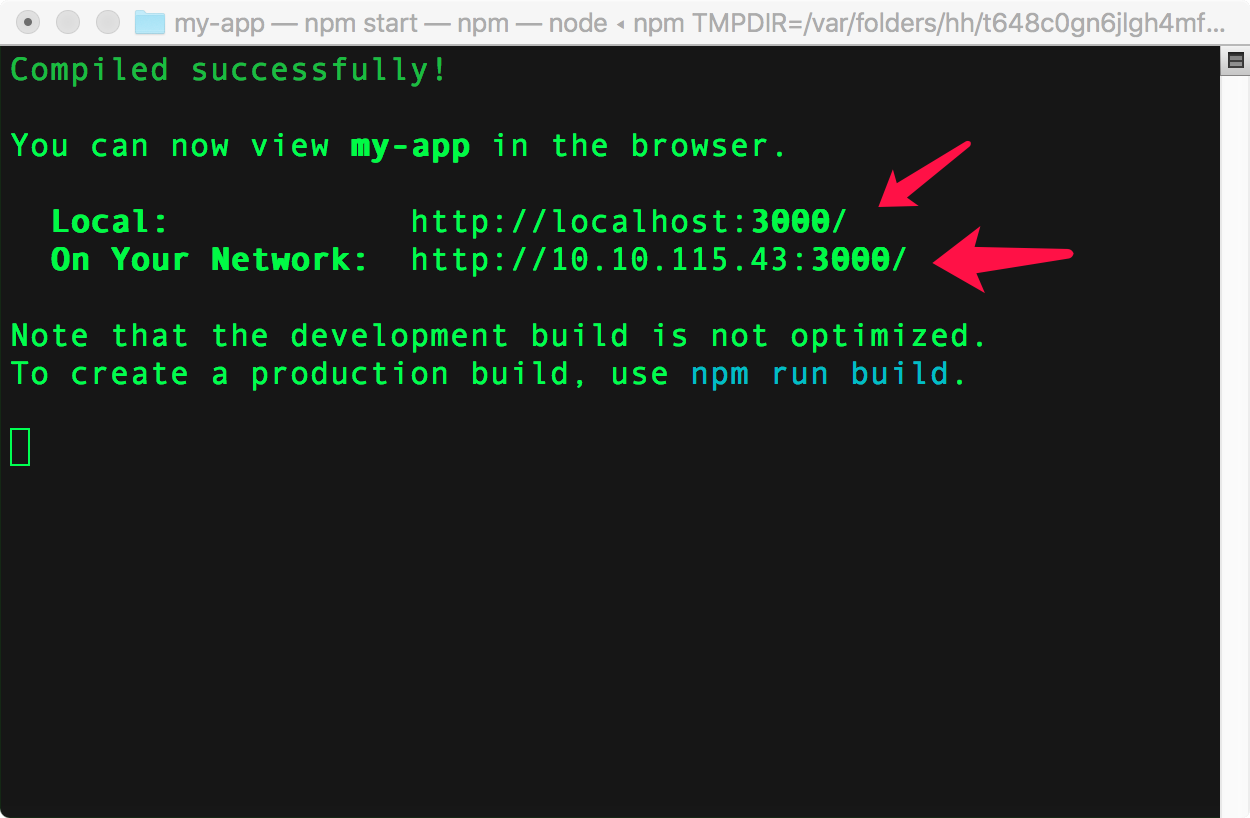 my-app — npm start — npm — node ◂ npm TMPDIR=/var/folders/hh/t648c0gn6jlgh4mf...
Compiled successfully!
You can now view my-app in the browser.
Local: http://localhost:3000/
On Your Network: http://10.10.115.43:3000/
Note that the development build is not optimized.
To create a production build, use npm run build.